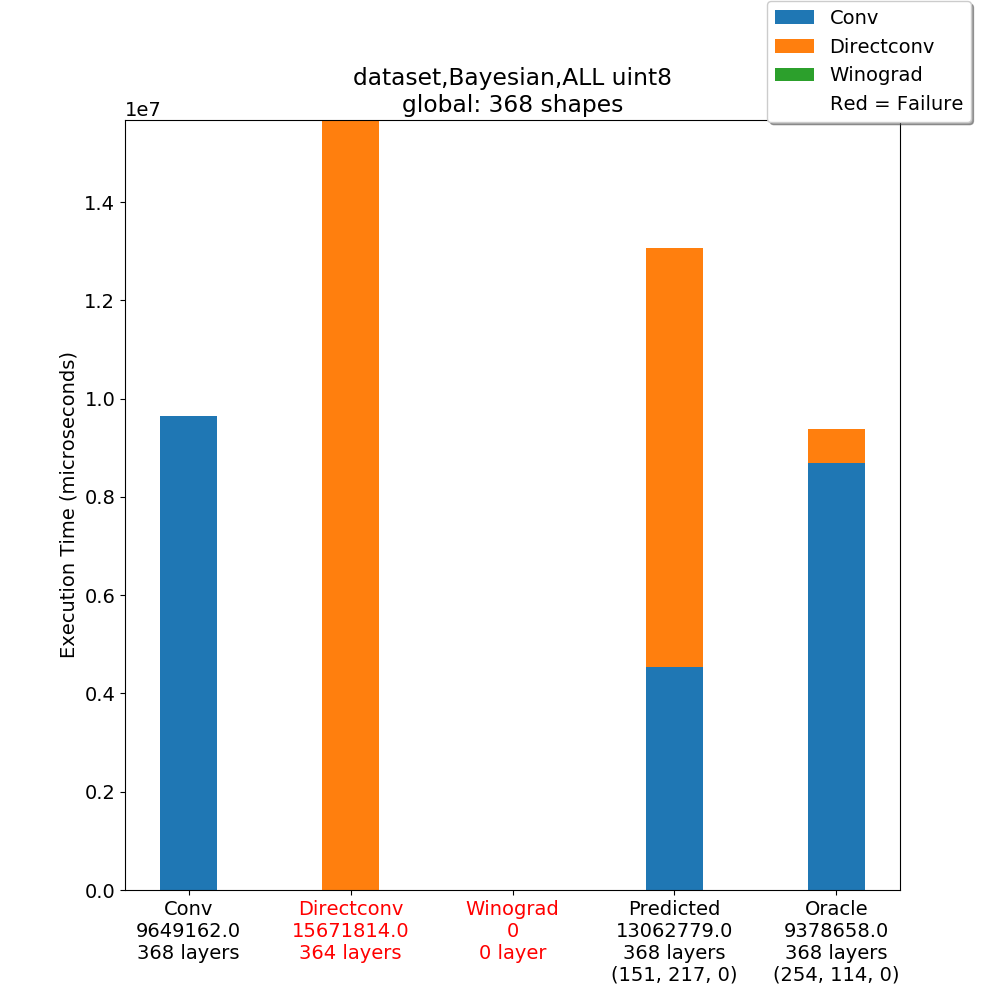 Conv
Directconv
Winograd
Red = Failure
dataset,Bayesian,ALL uint8
global: 368 shapes
1e7
1.4
1.2
1.0
0.8
0.6
0.4
0.2
0.0
Execution Time (microseconds)
Conv
9649162.0
368 layers
Directconv
15671814.0
364 layers
Winograd
0
0 layer
Predicted
13062779.0
368 layers
(151, 217, 0)
Oracle
9378658.0
368 layers
(254, 114, 0)